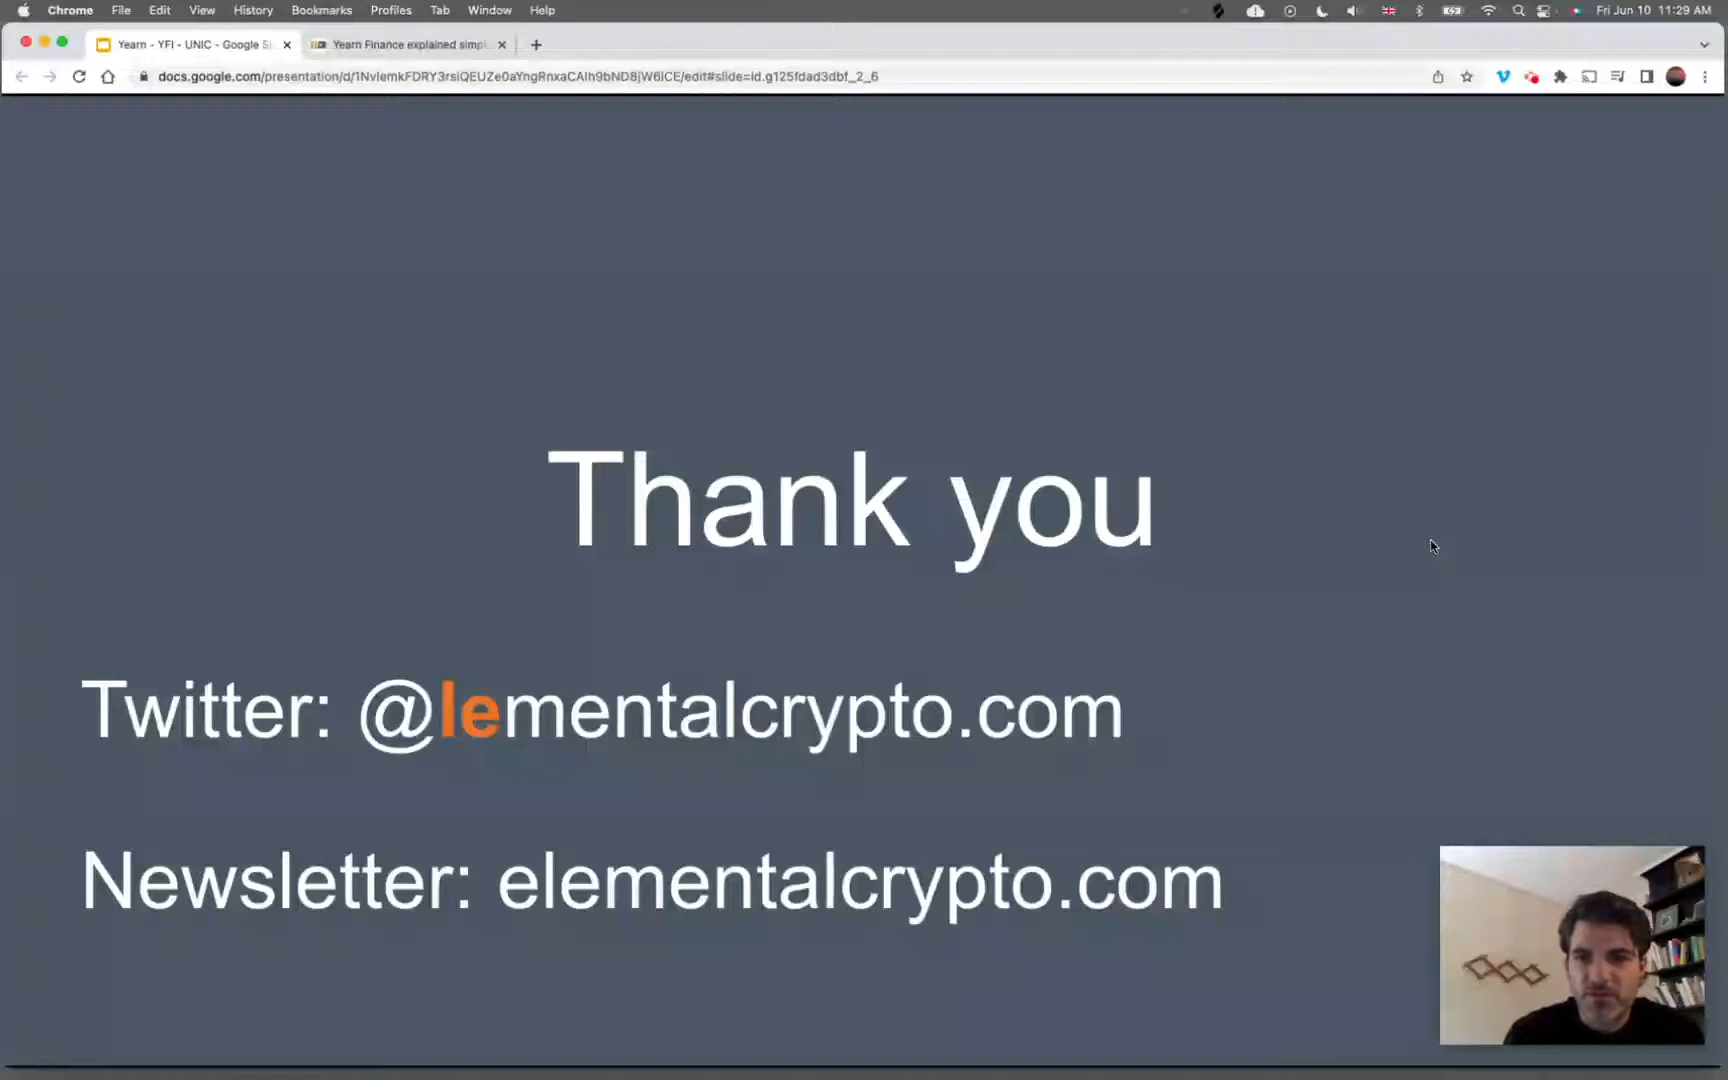 Chrome File Edit View History Bookmarks Profiles Tab Window Help Fri Jun 10 11:29 AM
Yearn - YFI - UNIC - Google Sl Yearn Finance explained simpl
docs.google.com/presentation/d/1NvIemkFDRY3rsiQEUZe0aYngRnxaCAIh9bND8jW6lCE/edit#slide=id.g125fdad3dbf_2_6
Thank you
Twitter: @lementalcrypto.com
Newsletter: elementalcrypto.com